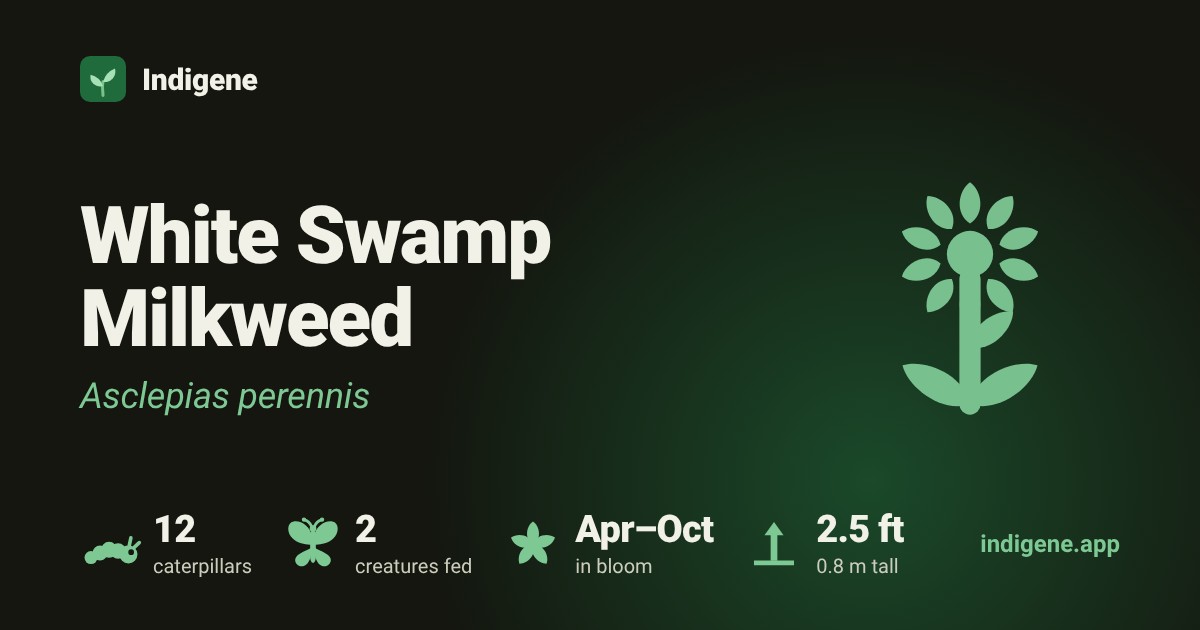 Indigene
White Swamp
Milkweed
Asclepias perennis
12
caterpillars
2
creatures fed
Apr–Oct
in bloom
2.5 ft
0.8 m tall
indigene.app